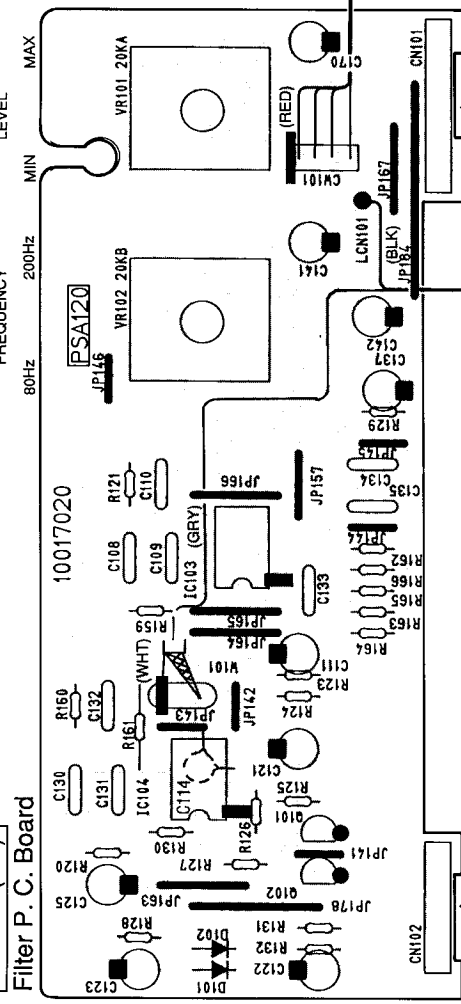 LEVEL
MAX
MIN
FREQUENCY
200Hz
80Hz
VR101 20KA
C170
CN101
(RED)
CW101
JP167
LCN101
(BLK)
JP184
C141
PSA120
VR102 20KB
JP146
C142
C137
R129
10017020
R121
C110
JP166
JP157
JP145
C134
C135
C108
C109
IC103
(GRY)
C133
JP144
R162
R166
R165
R163
R164
R159
JP165
JP164
(WHT)
W101
C111
R123
R124
R160
C132
R161
JP143
JP142
C130
C131
IC104
C114
C121
R125
Q101
R126
R130
R127
Filter P. C. Board
R120
C125
JP163
JP141
Q102
JP178
R128
C123
D102
D101
R131
R132
C122
CN102